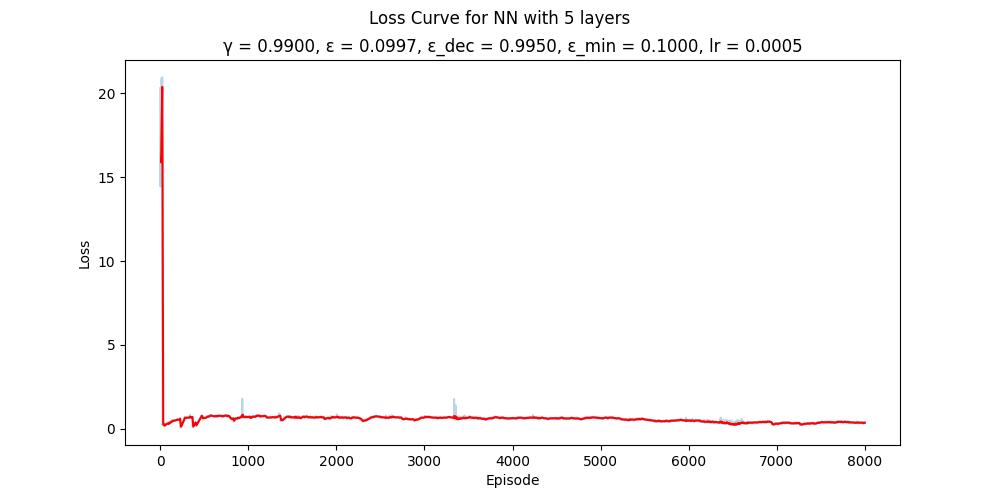 Loss Curve for NN with 5 layers
γ = 0.9900, ε = 0.0997, ε_dec = 0.9950, ε_min = 0.1000, lr = 0.0005
20
15
10
5
0
Loss
0 1000 2000 3000 4000 5000 6000 7000 8000
Episode